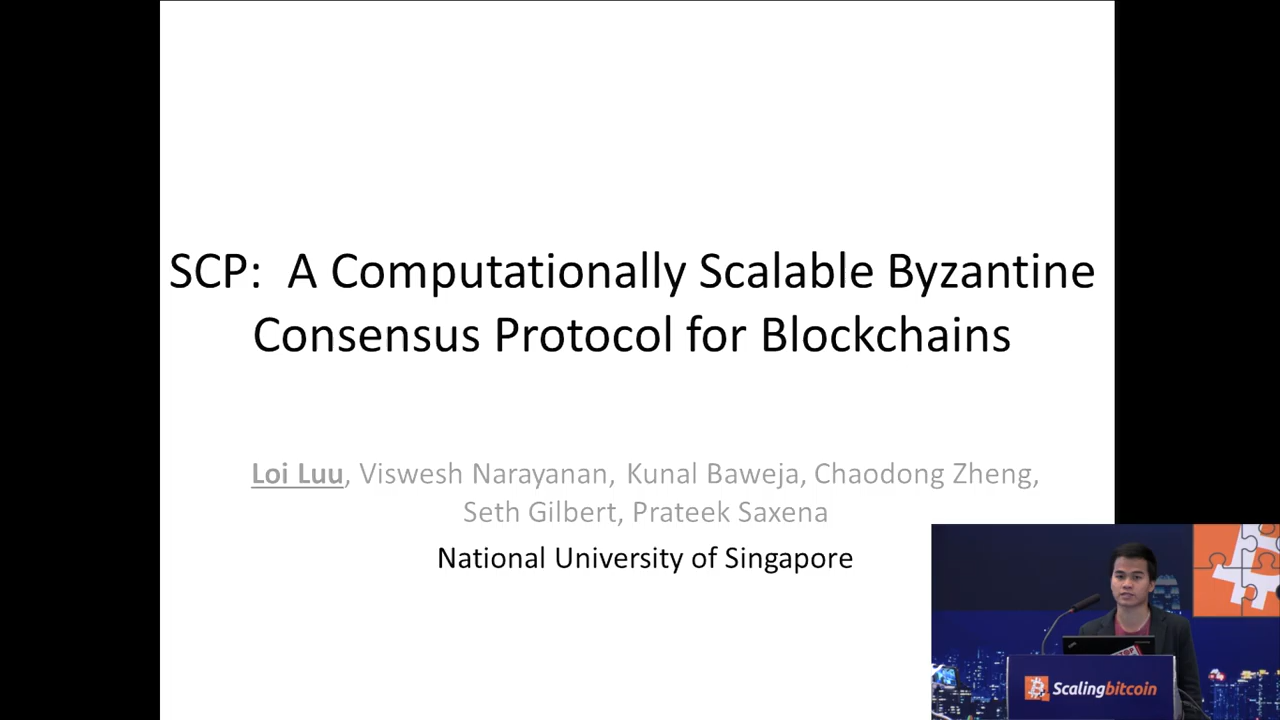 SCP: A Computationally Scalable Byzantine
Consensus Protocol for Blockchains
Loi Luu, Viswesh Narayanan, Kunal Baweja, Chaodong Zheng,
Seth Gilbert, Prateek Saxena
National University of Singapore
Scalingbitcoin